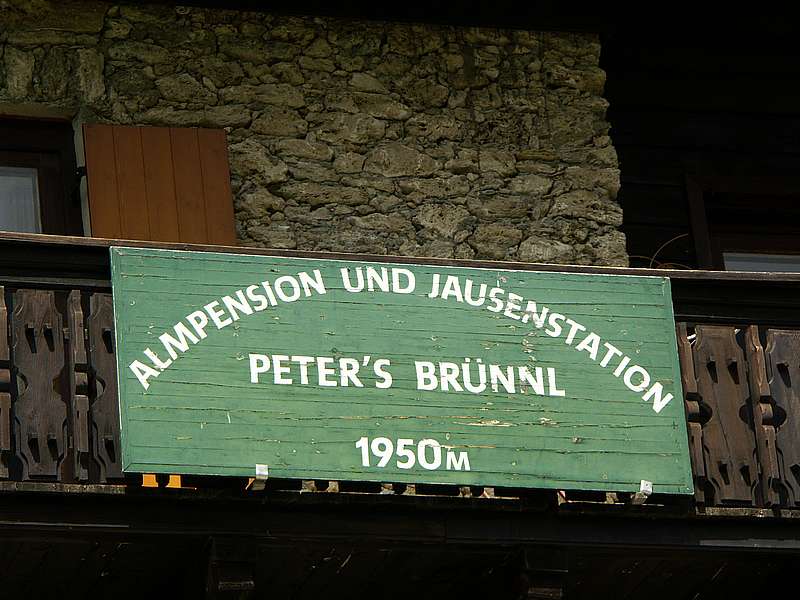 ALMPENSION UND JAUSENSTATION
PETER'S BRÜNNL
1950M